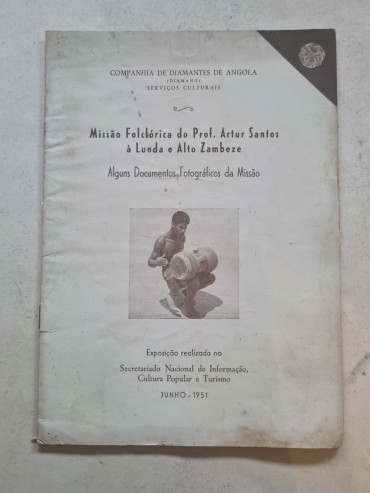 COMPANHIA DE DIAMANTES DE ANGOLA
(DIAMANG)
SERVIÇOS CULTURAIS
Missão Folclórica do Prof. Artur Santos
à Lunda e Alto Zambeze
Alguns Documentos Fotográficos da Missão
Exposição realizada no
Secretariado Nacional de Informação,
Cultura Popular e Turismo
JUNHO - 1951